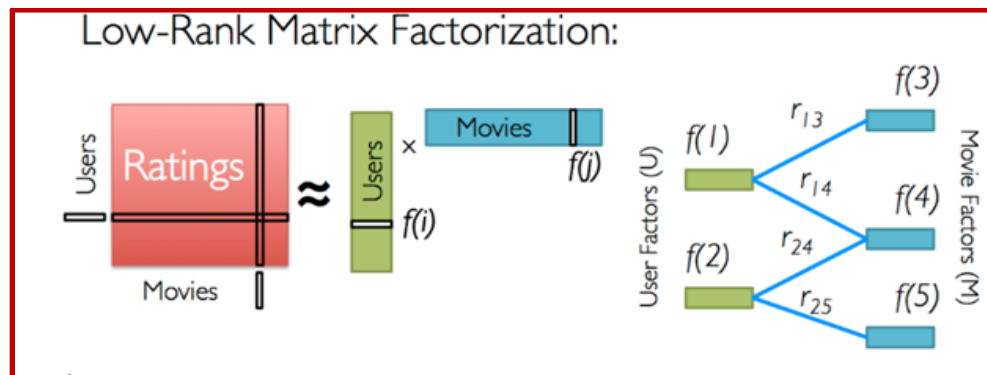 Low-Rank Matrix Factorization:
Users
Ratings
Movies
≈
Users
f(i)
×
Movies
f(j)
User Factors (U)
f(1)
f(2)
r13
r14
r24
r25
f(3)
f(4)
f(5)
Movie Factors (M)